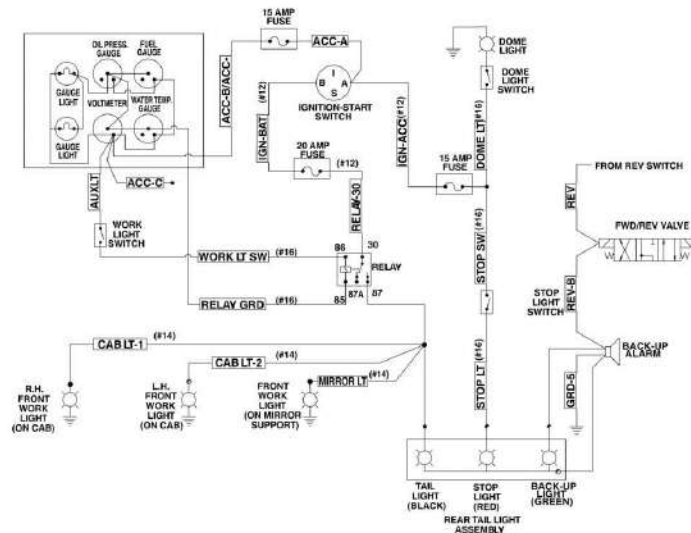 15 AMP
FUSE
ACC-A
OIL PRESS.
GAUGE
FUEL
GAUGE
GAUGE
LIGHT
VOLTMETER
WATER TEMP.
GAUGE
GAUGE
LIGHT
ACC-B/ACC-
ACC-C
AUXLT
WORK
LIGHT
SWITCH
B
I
A
S
IGNITION-START
SWITCH
(#12)
IGN-BAT
20 AMP
FUSE
(#12)
RELAY-30
IGN-ACC
(#12)
15 AMP
FUSE
DOME
LIGHT
DOME LIGHT
SWITCH
DOME LT
(#16)
FROM REV SWITCH
REV
FWD/REV VALVE
REV-B
STOP SW
(#16)
STOP
LIGHT
SWITCH
STOP LT
(#16)
BACK-UP
ALARM
GRD-5
WORK LT SW
(#16)
86
30
RELAY
85
87A
87
RELAY GRD
(#16)
CAB LT-1
(#14)
CAB LT-2
(#14)
MIRROR LT
(#14)
R.H.
FRONT
WORK
LIGHT
(ON CAB)
L.H.
FRONT
WORK
LIGHT
(ON CAB)
FRONT
WORK
LIGHT
(ON MIRROR
SUPPORT)
TAIL
LIGHT
(BLACK)
STOP
LIGHT
(RED)
BACK-UP
LIGHT
(GREEN)
REAR TAIL LIGHT
ASSEMBLY